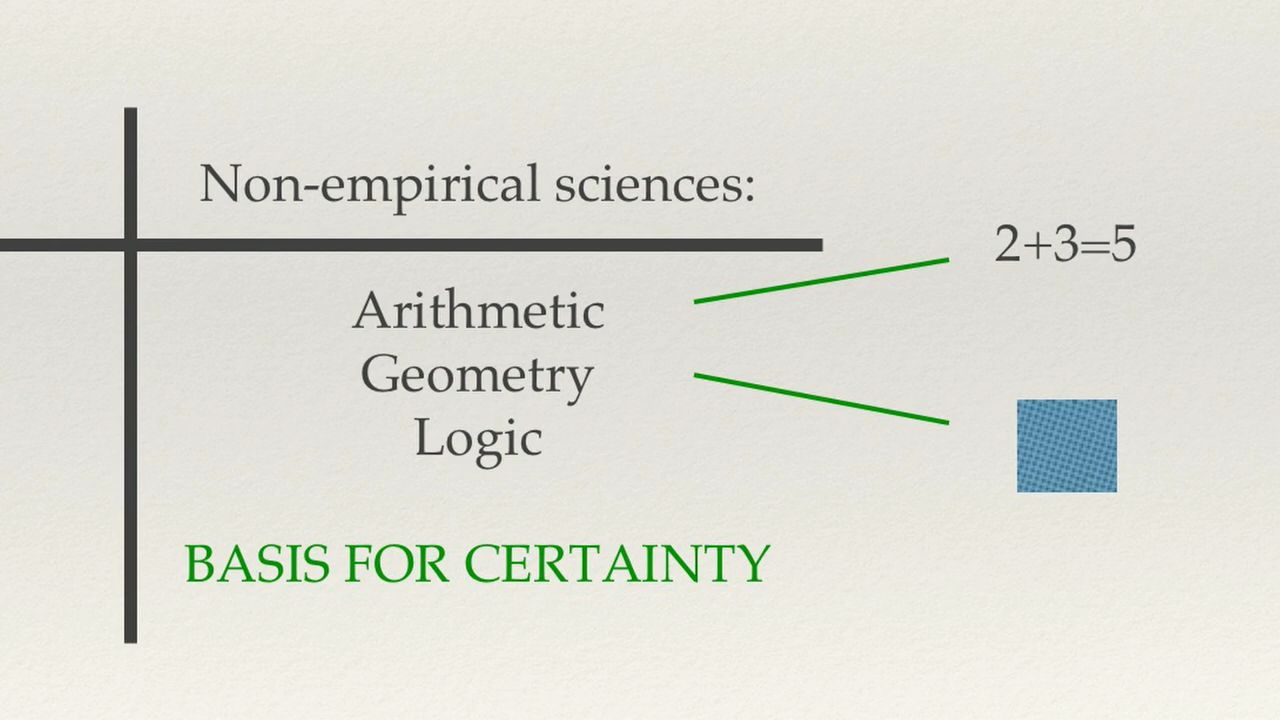 Non-empirical sciences:
2+3=5
Arithmetic
Geometry
Logic
BASIS FOR CERTAINTY